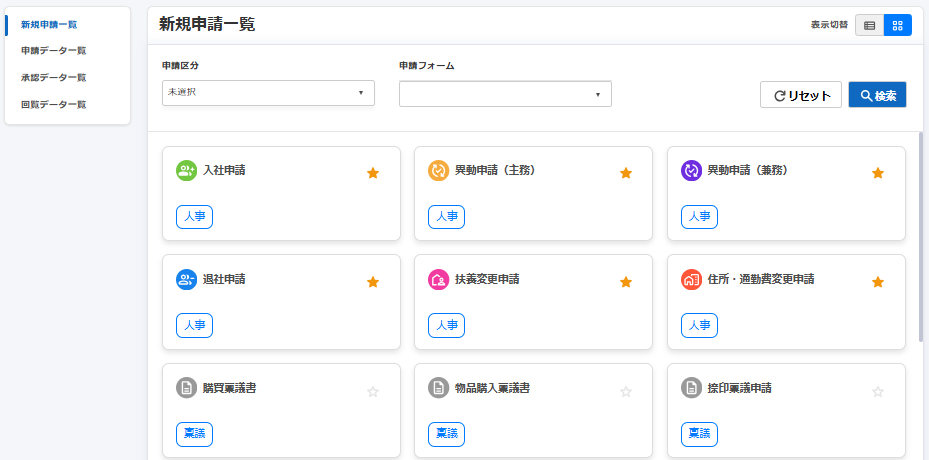 新規申請一覧
申請データ一覧
承認データ一覧
回覧データ一覧
新規申請一覧
表示切替
申請区分
申請フォーム
未選択
リセット
検索
入社申請
人事
異動申請（主務）
人事
異動申請（兼務）
人事
退社申請
人事
扶養変更申請
人事
住所・通勤費変更申請
人事
購買稟議書
稟議
物品購入稟議書
稟議
捺印稟議申請
稟議